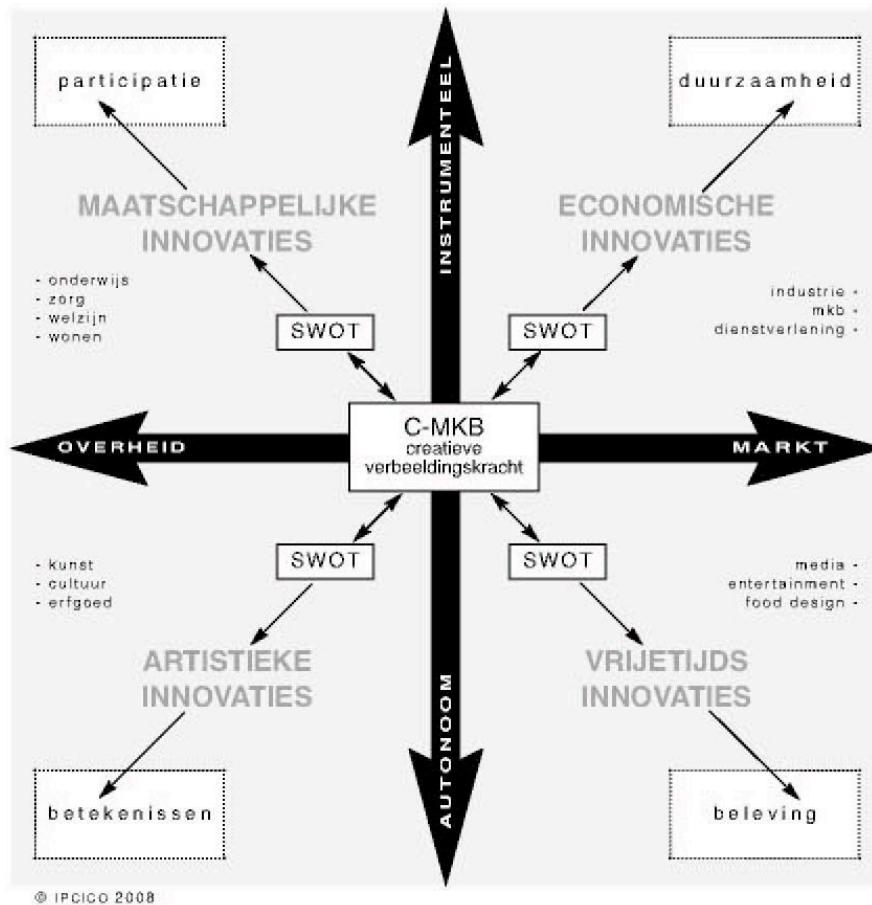 participatie
duurzaamheid
INSTRUMENTEEL
MAATSCHAPPELIJKE
INNOVATIES
ECONOMISCHE
INNOVATIES
- onderwijs
- zorg
- welzijn
- wonen
industrie -
mkb -
dienstverlening -
SWOT
SWOT
OVERHEID
C-MKB
creatieve
verbeeldingskracht
MARKT
SWOT
SWOT
- kunst
- cultuur
- erfgoed
media -
entertainment -
food design -
ARTISTIEKE
INNOVATIES
VRIJETIJDS
INNOVATIES
AUTONOOM
betekenissen
beleving
© IPCICO 2008